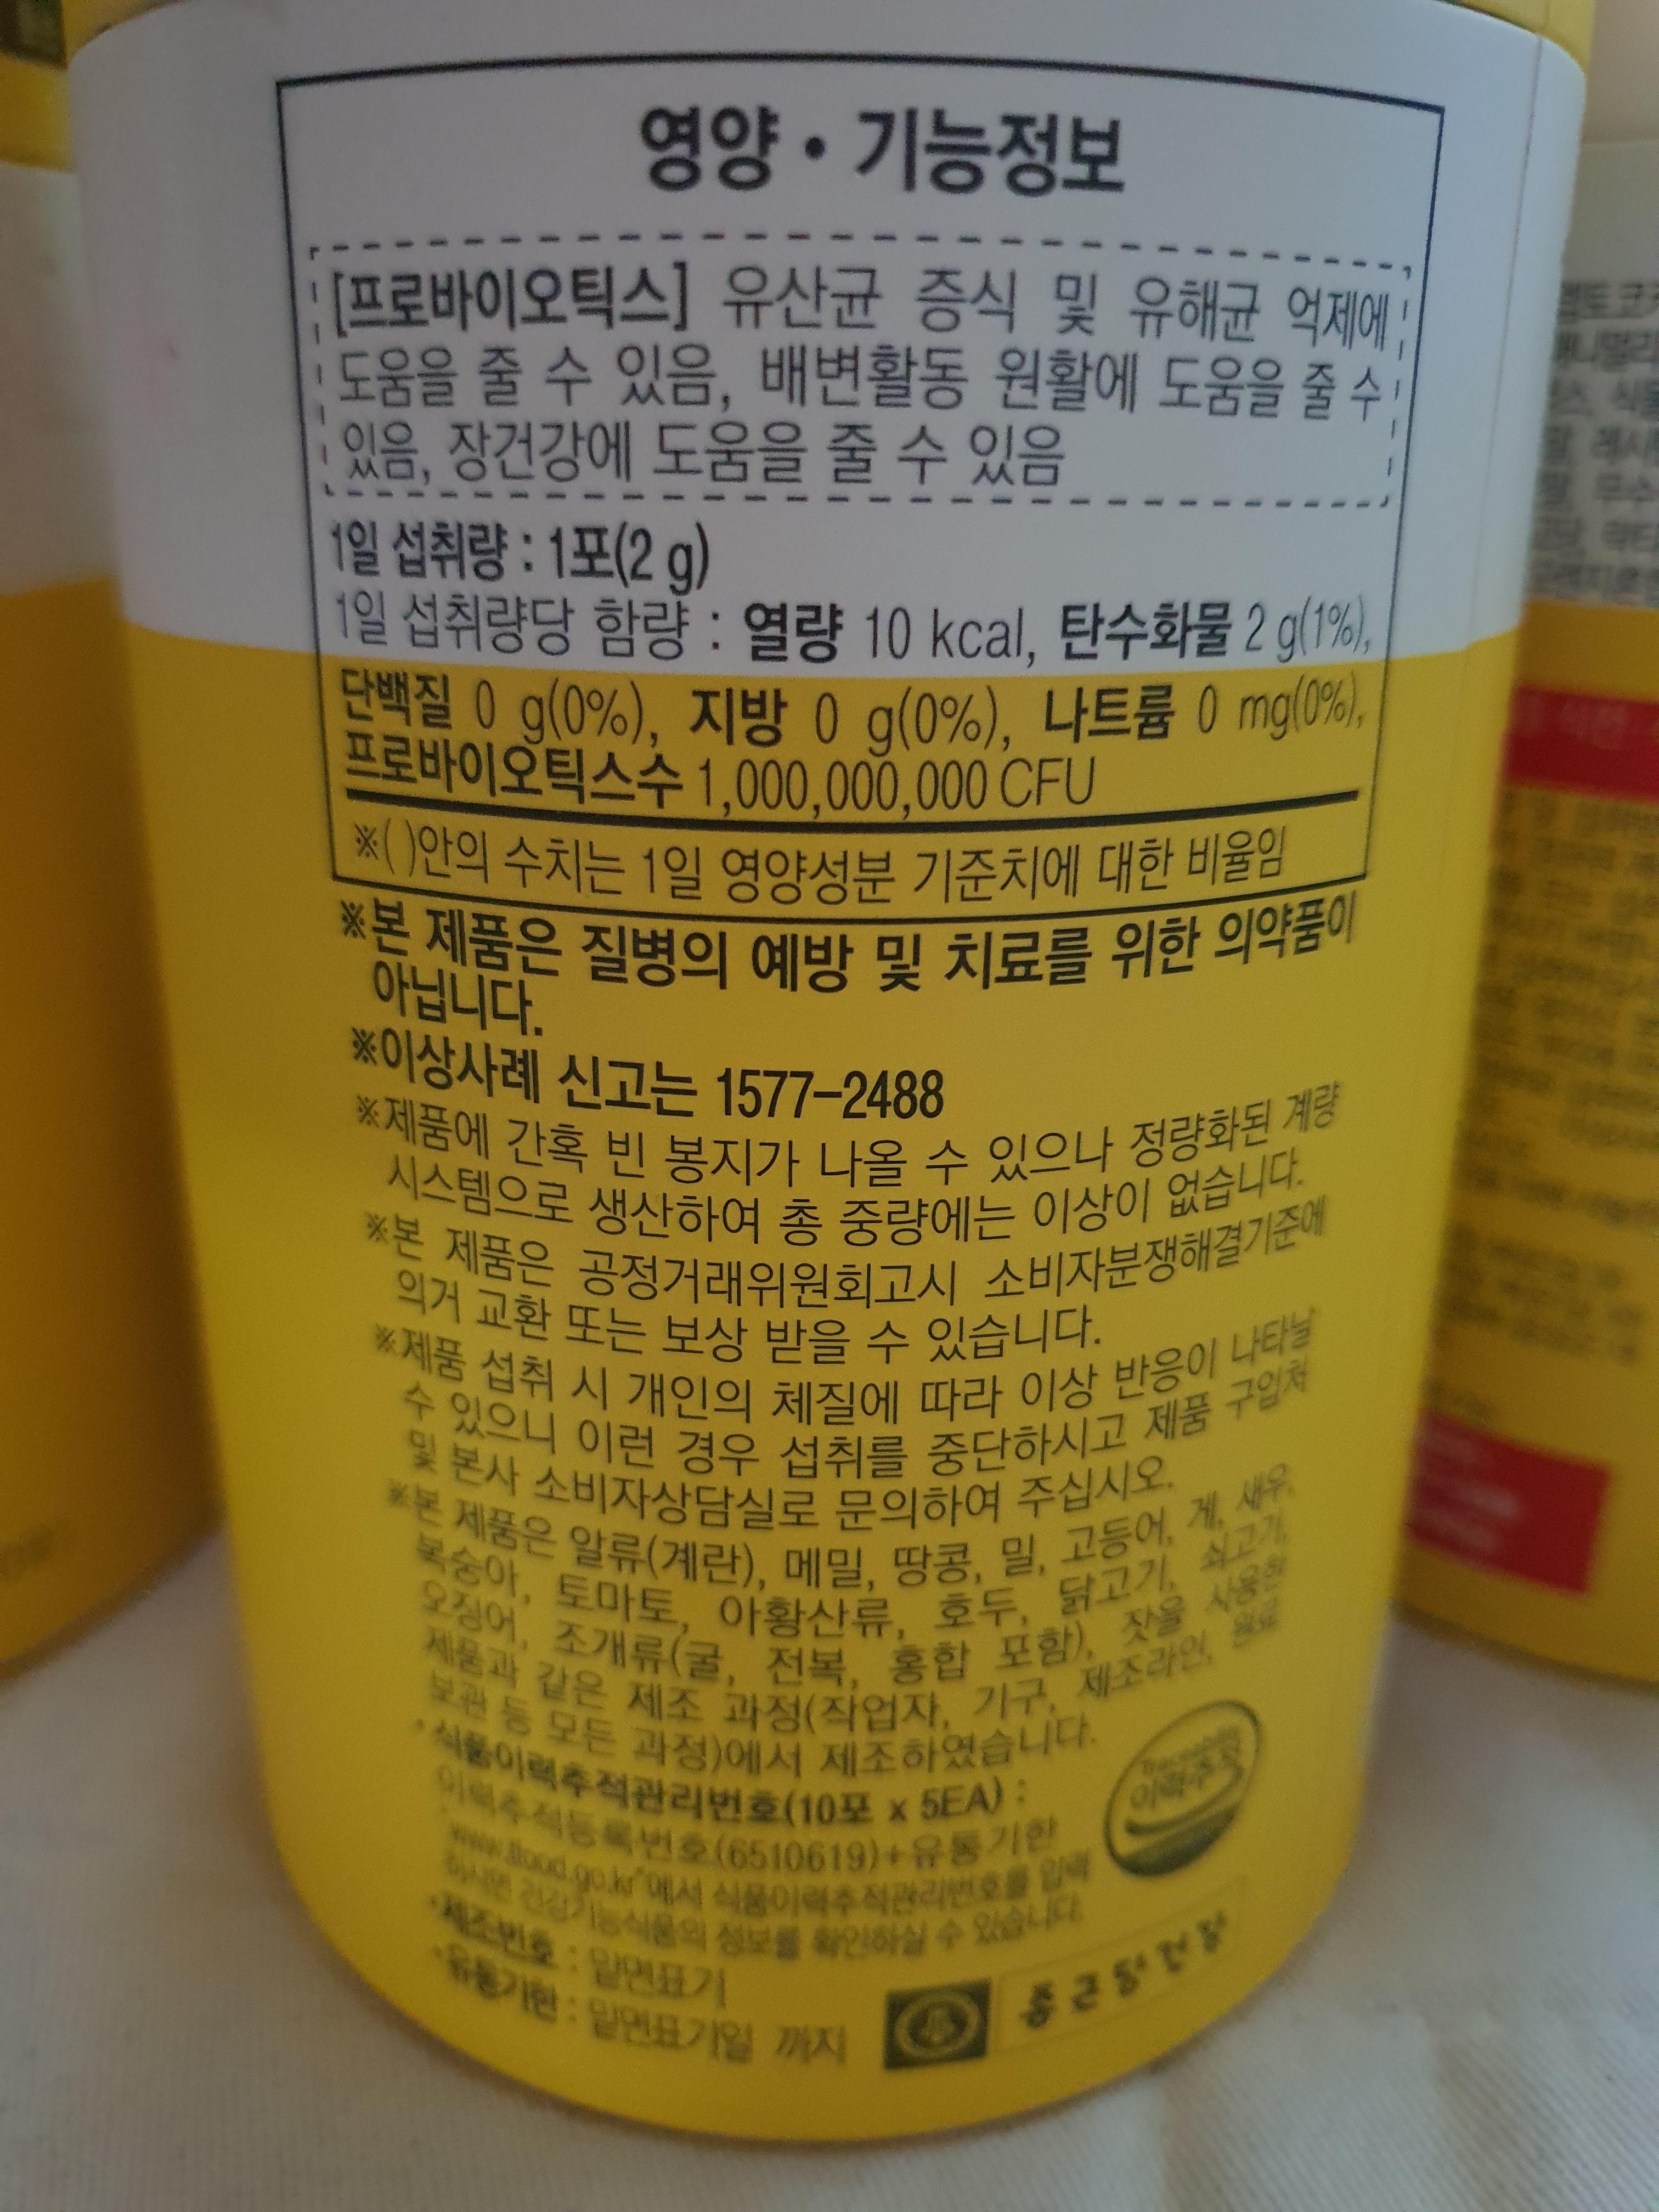 영양 • 기능정보
[프로바이오틱스] 유산균 증식 및 유해균 억제에
도움을 줄 수 있음, 배변활동 원활에 도움을 줄 수
있음, 장건강에 도움을 줄 수 있음
1일 섭취량 : 1포(2 g)
1일 섭취량당 함량 : 열량 10 kcal, 탄수화물 2 g(1%),
단백질 0 g(0%), 지방 0 g(0%), 나트륨 0 mg(0%),
프로바이오틱스수 1,000,000,000 CFU
※( )안의 수치는 1일 영양성분 기준치에 대한 비율임
※본 제품은 질병의 예방 및 치료를 위한 의약품이
아닙니다.
※이상사례 신고는 1577-2488
※제품에 간혹 빈 봉지가 나올 수 있으나 정량화된 계량
시스템으로 생산하여 총 중량에는 이상이 없습니다.
※본 제품은 공정거래위원회고시 소비자분쟁해결기준에
의거 교환 또는 보상 받을 수 있습니다.
※제품 섭취 시 개인의 체질에 따라 이상 반응이 나타날
수 있으니 이런 경우 섭취를 중단하시고 제품 구입처
및 본사 소비자상담실로 문의하여 주십시오.
※본 제품은 알류(계란), 메밀, 땅콩, 밀, 고등어, 게, 새우,
복숭아, 토마토, 아황산류, 호두, 닭고기, 쇠고기,
오징어, 조개류(굴, 전복, 홍합 포함), 잣을 사용한
제품과 같은 제조 과정(작업자, 기구, 제조라인, 원료
보관 등 모든 과정)에서 제조하였습니다.
• 식품이력추적관리번호(10포 x 5EA) :
이력추적등록번호(6510619)+유통기한
에서 식품이력추적관리번호를 입력
하시면 건강기능식품의 정보를 확인하실 수 있습니다.
•제조번호 : 밑면표기
•유통기한 : 밑면표기일 까지
이력추적
종근당건강